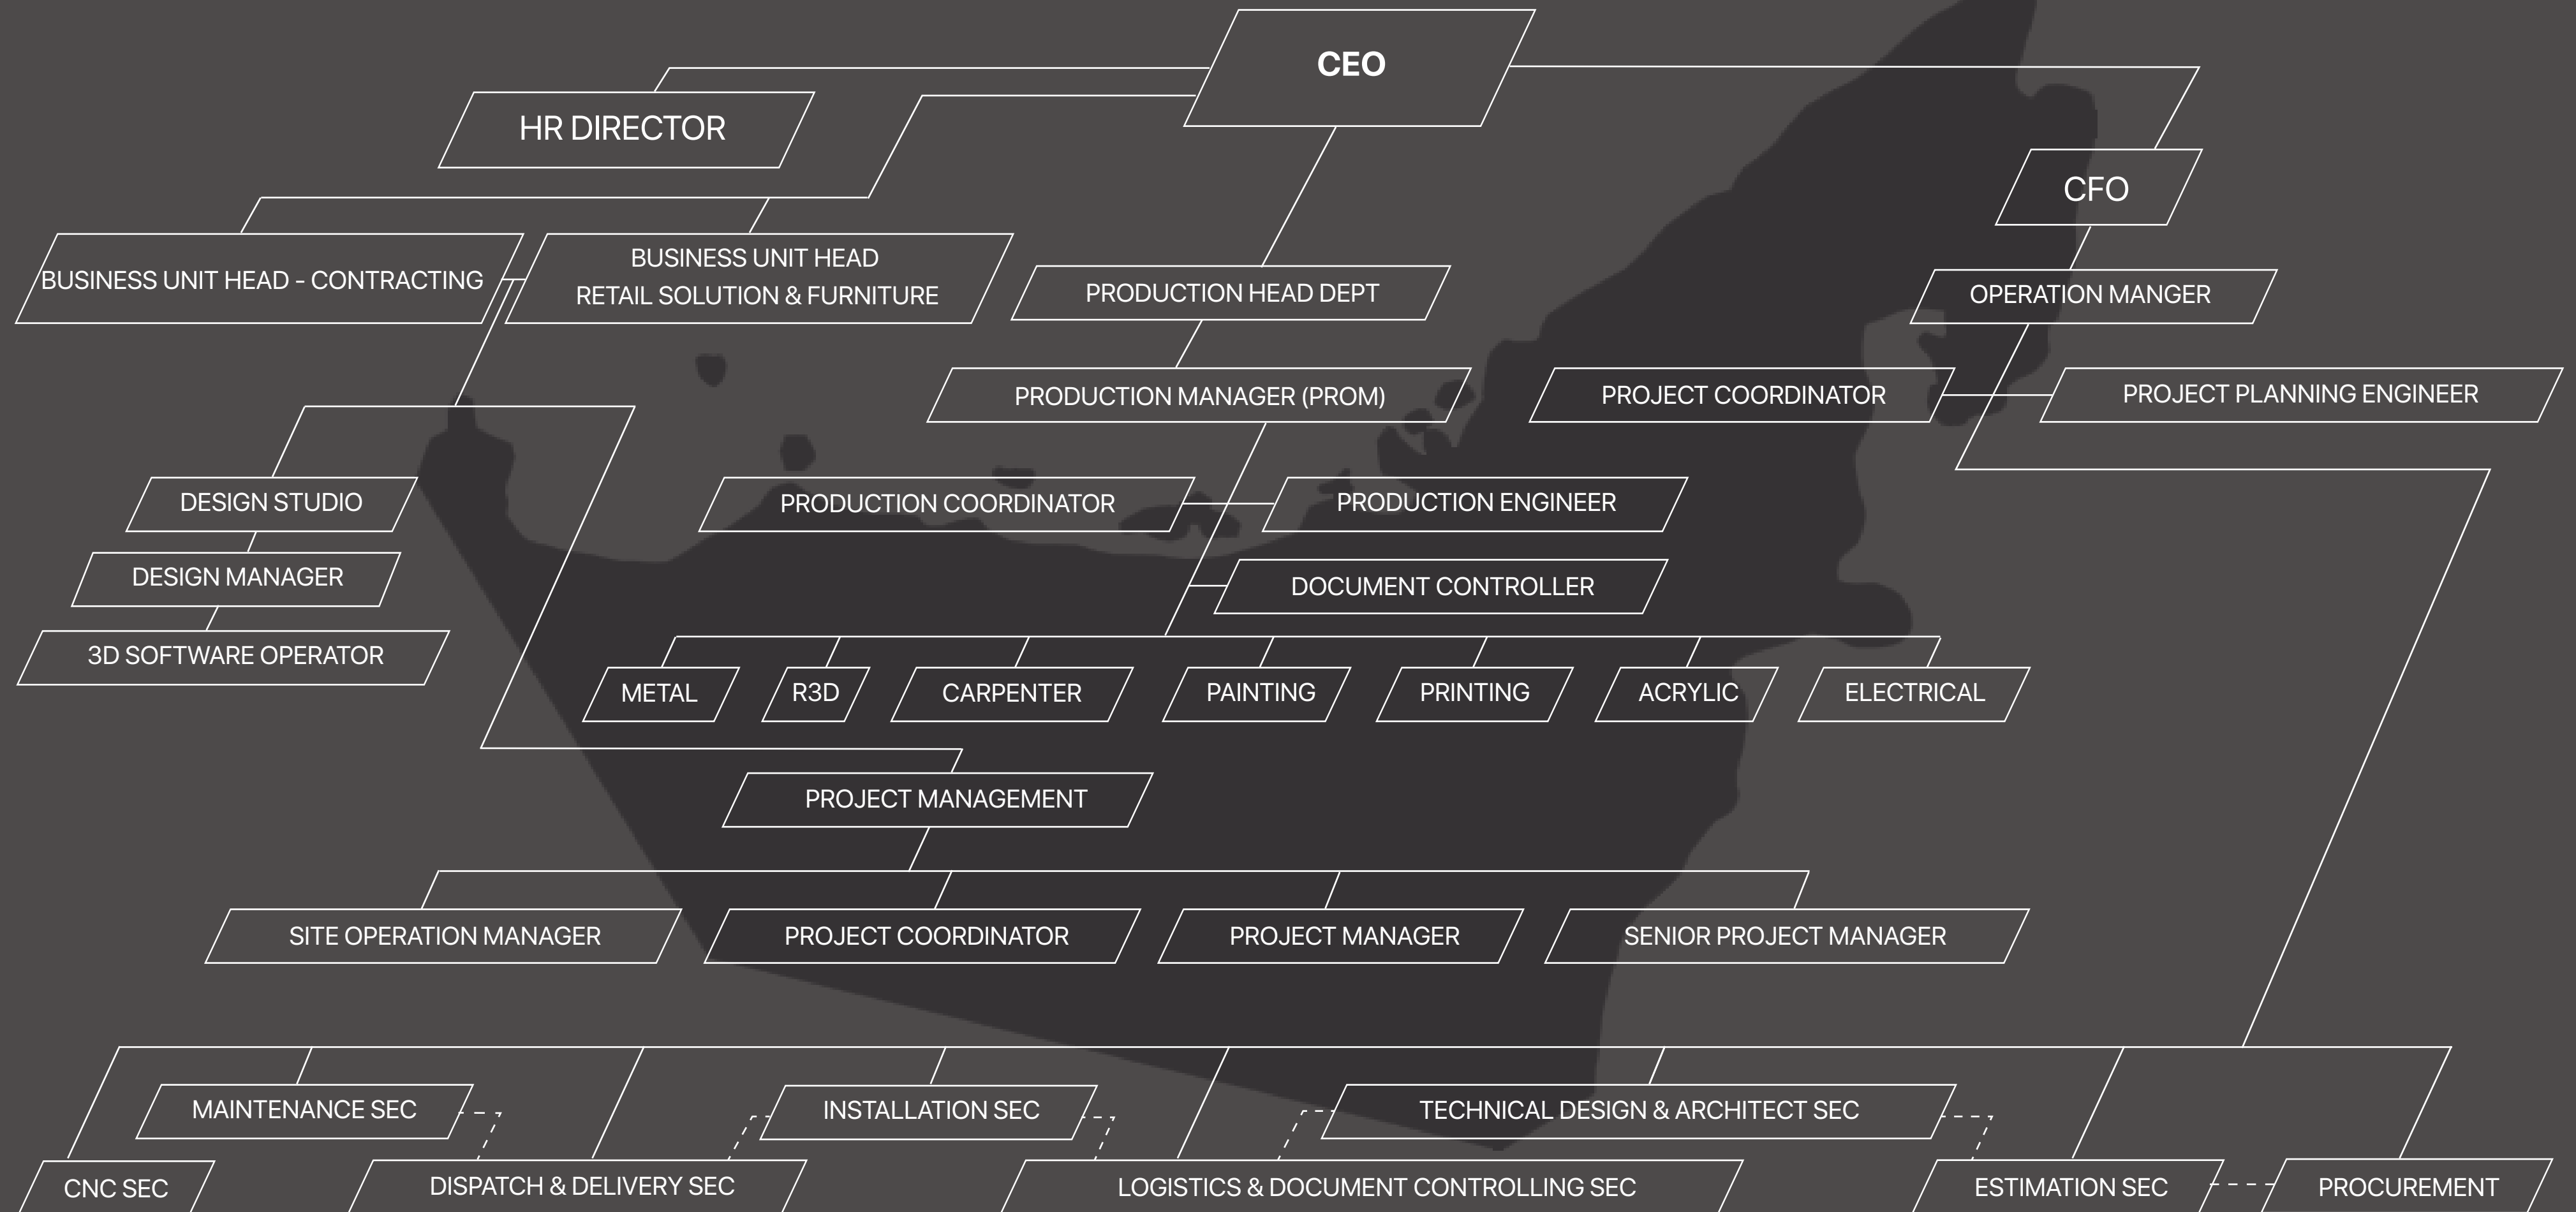 CEO
HR DIRECTOR
CFO
BUSINESS UNIT HEAD - CONTRACTING
BUSINESS UNIT HEAD
RETAIL SOLUTION & FURNITURE
PRODUCTION HEAD DEPT
OPERATION MANGER
PRODUCTION MANAGER (PROM)
PROJECT COORDINATOR
PROJECT PLANNING ENGINEER
DESIGN STUDIO
PRODUCTION COORDINATOR
PRODUCTION ENGINEER
DESIGN MANAGER
DOCUMENT CONTROLLER
3D SOFTWARE OPERATOR
METAL
R3D
CARPENTER
PAINTING
PRINTING
ACRYLIC
ELECTRICAL
PROJECT MANAGEMENT
SITE OPERATION MANAGER
PROJECT COORDINATOR
PROJECT MANAGER
SENIOR PROJECT MANAGER
MAINTENANCE SEC
INSTALLATION SEC
TECHNICAL DESIGN & ARCHITECT SEC
CNC SEC
DISPATCH & DELIVERY SEC
LOGISTICS & DOCUMENT CONTROLLING SEC
ESTIMATION SEC
PROCUREMENT